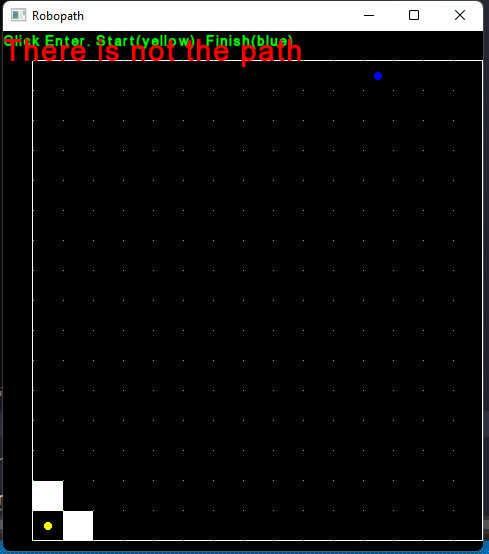 Robopath
Click Enter. Start(yellow). Finish(blue)
There is not the path